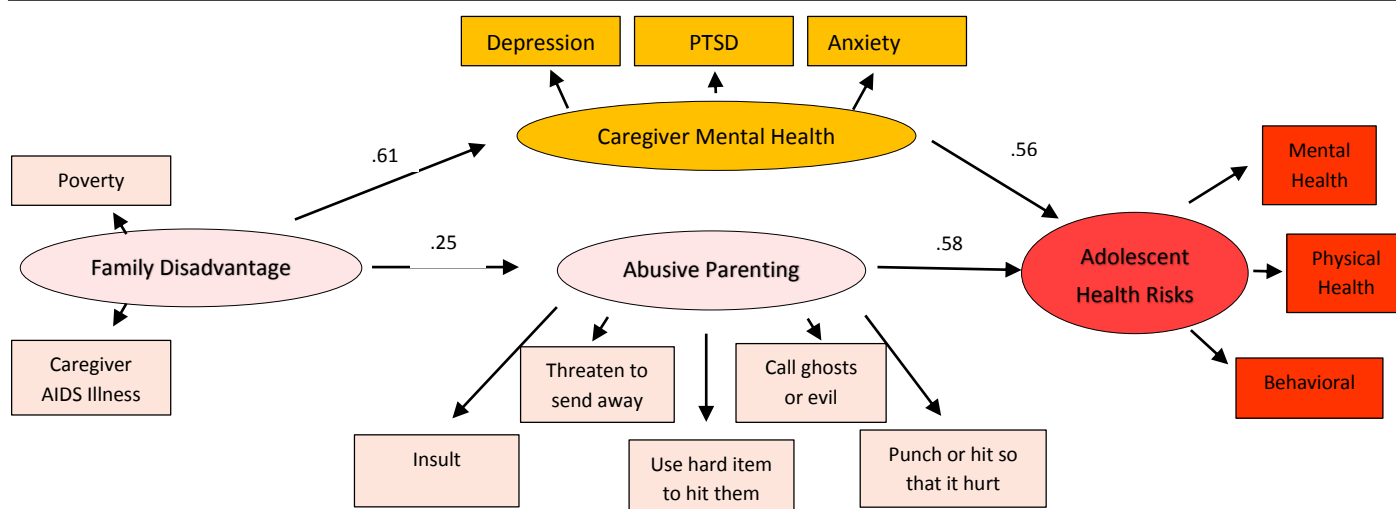 Depression
PTSD
Anxiety
Caregiver Mental Health
.61
.56
Mental
Health
Poverty
Family Disadvantage
.25
Abusive Parenting
.58
Adolescent
Health Risks
Physical
Health
Caregiver
AIDS Illness
Threaten to
send away
Call ghosts
or evil
Behavioral
Insult
Use hard item
to hit them
Punch or hit so
that it hurt